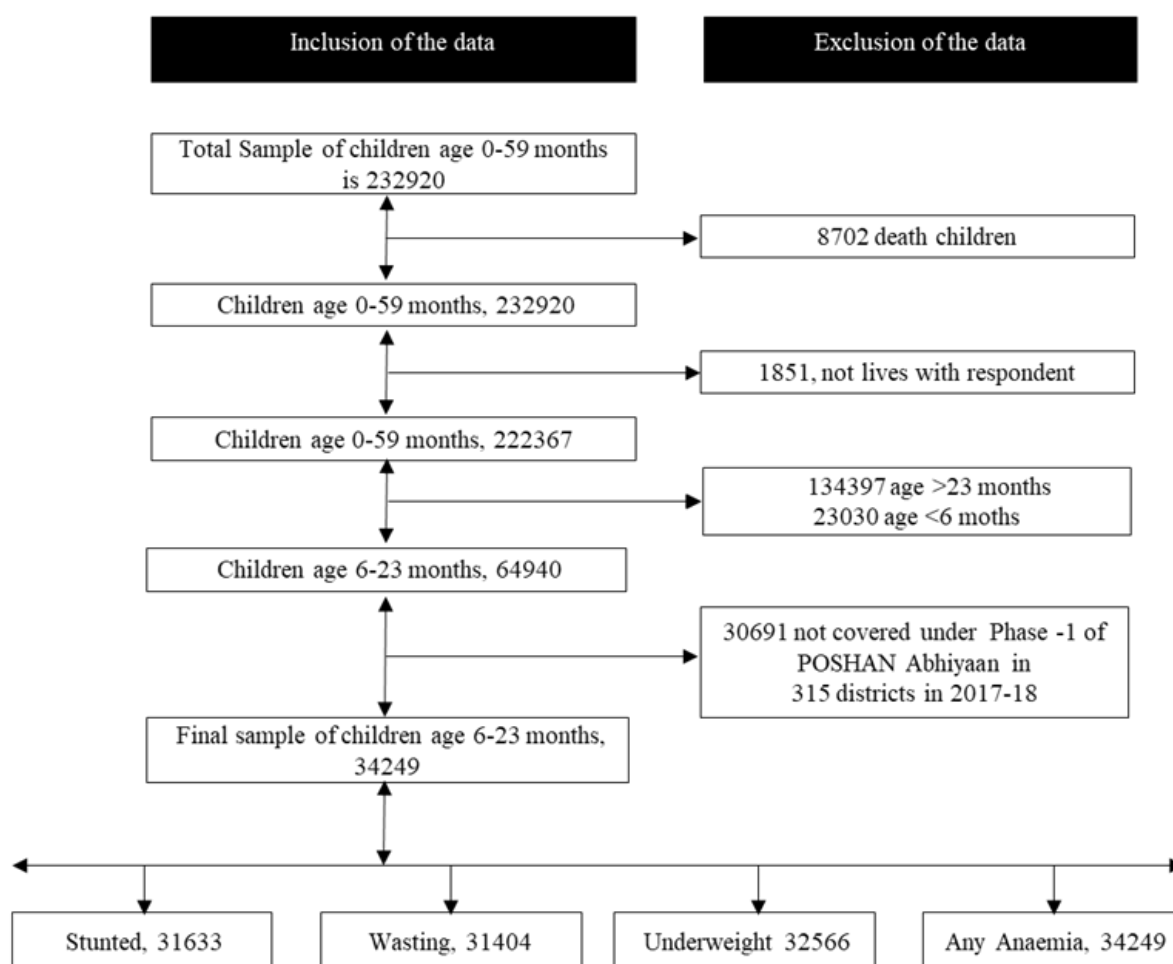 Inclusion of the data
Exclusion of the data
Total Sample of children age 0-59 months
is 232920
8702 death children
Children age 0-59 months, 232920
1851, not lives with respondent
Children age 0-59 months, 222367
134397 age >23 months
23030 age <6 moths
Children age 6-23 months, 64940
30691 not covered under Phase -1 of
POSHAN Abhiyaan in
315 districts in 2017-18
Final sample of children age 6-23 months,
34249
Stunted, 31633
Wasting, 31404
Underweight 32566
Any Anaemia, 34249